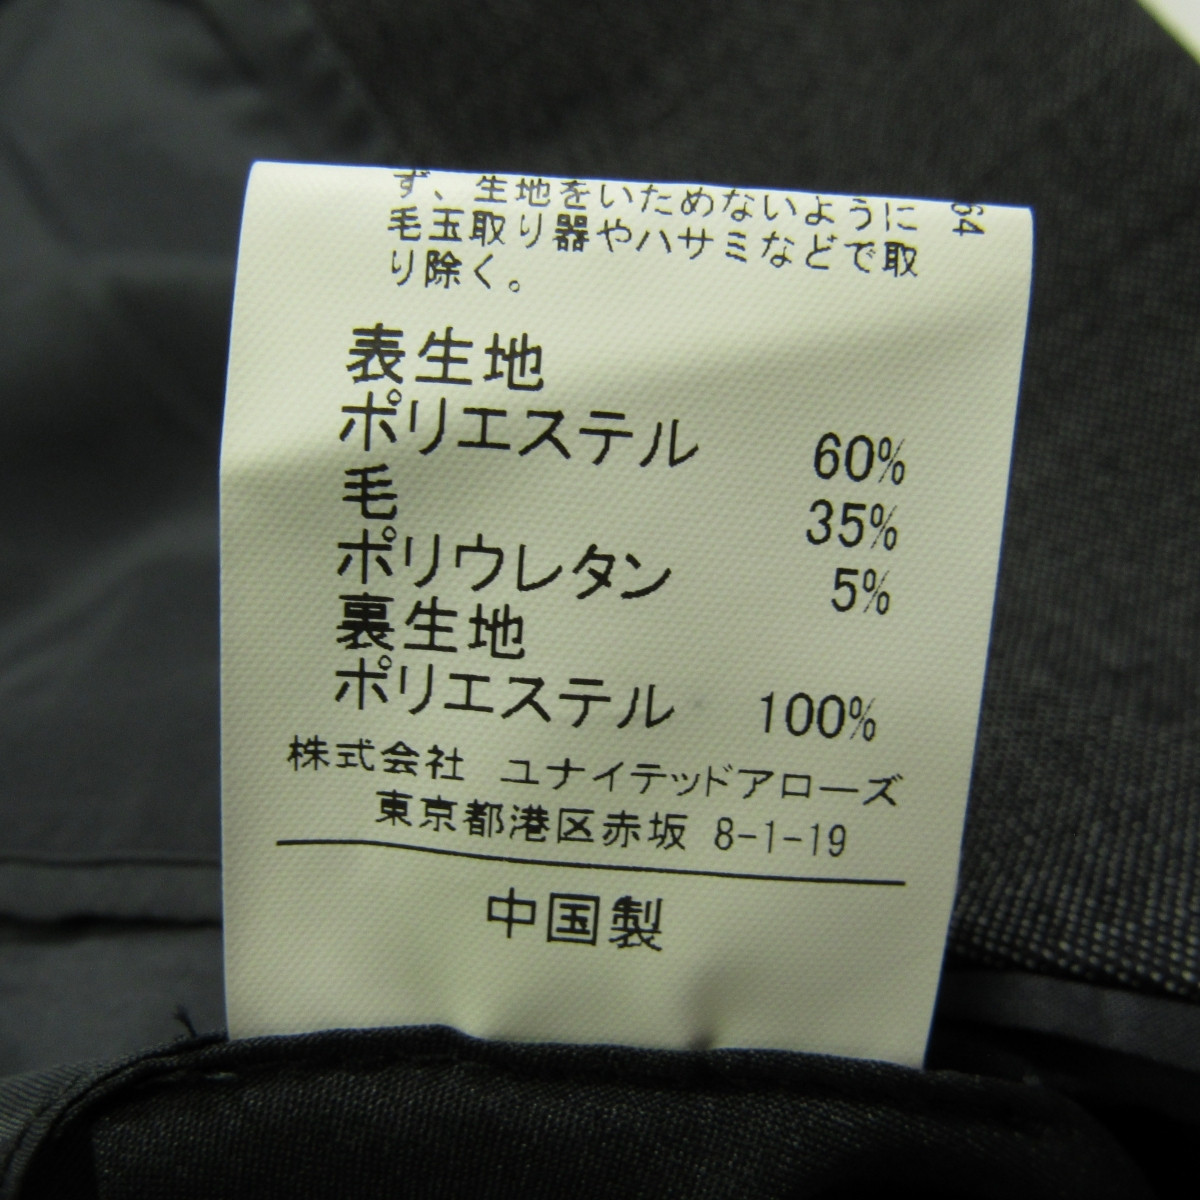 ず、生地をいためないように
毛玉取り器やハサミなどで取
り除く。
64
表生地
ポリエステル 60%
毛 35%
ポリウレタン 5%
裏生地
ポリエステル 100%
株式会社 ユナイテッドアローズ
東京都港区赤坂 8-1-19
中国製